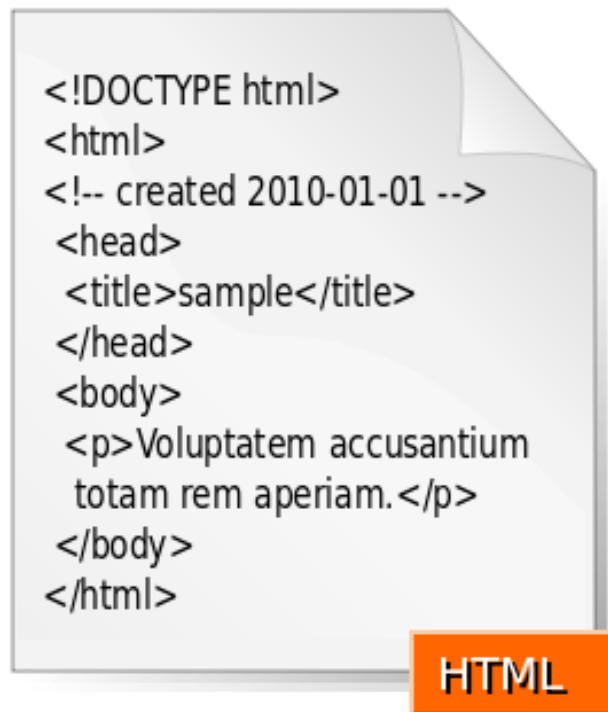 <!DOCTYPE html>
<html>
<!-- created 2010-01-01 -->
<head>
<title>sample</title>
</head>
<body>
<p>Voluptatem accusantium
totam rem aperiam.</p>
</body>
</html>
HTML